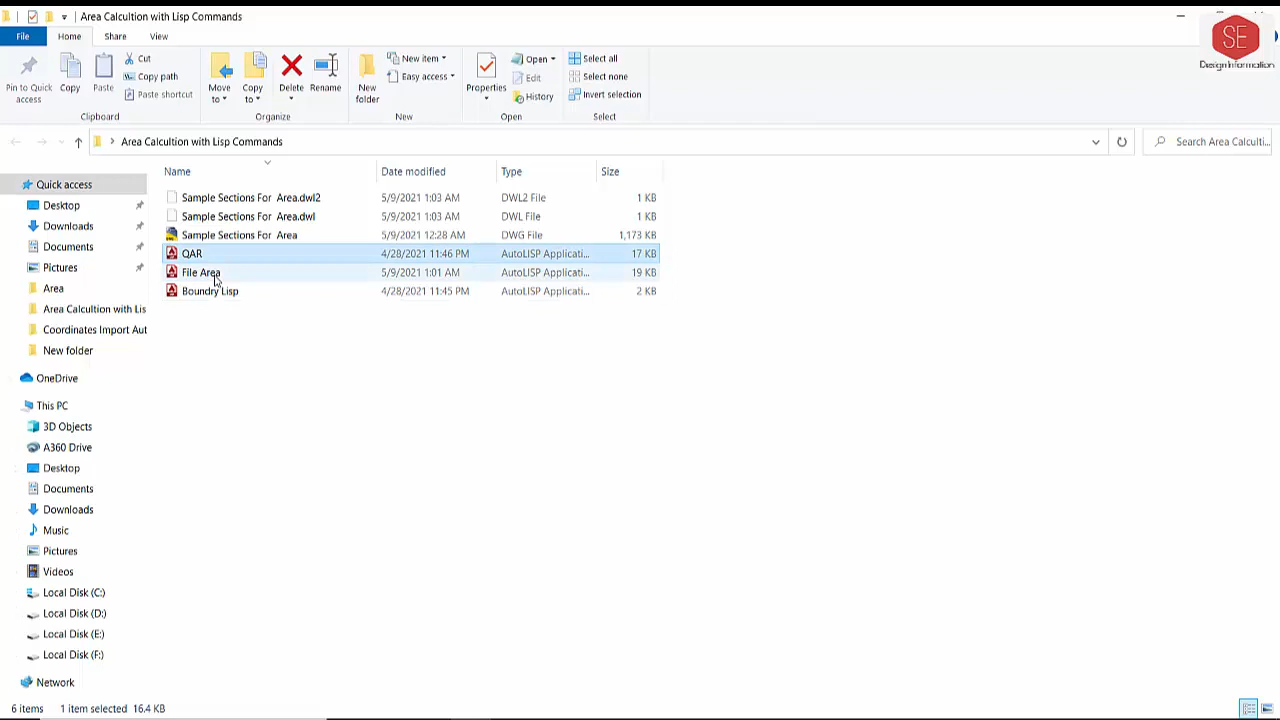 Area Calcultion with Lisp Commands
File Home Share View
SE
Design Information
Pin to Quick access
Copy
Paste
Cut
Copy path
Paste shortcut
Clipboard
Move to
Copy to
Delete
Rename
Organize
New folder
New item
Easy access
New
Properties
Open
Edit
History
Open
Select all
Select none
Invert selection
Select
Area Calcultion with Lisp Commands
Search Area Calculti...
Name Date modified Type Size
Sample Sections For Area.dwl2 5/9/2021 1:03 AM DWL2 File 1 KB
Sample Sections For Area.dwl 5/9/2021 1:03 AM DWL File 1 KB
Sample Sections For Area 5/9/2021 12:28 AM DWG File 1,173 KB
QAR 4/28/2021 11:46 PM AutoLISP Applicati... 17 KB
File Area 5/9/2021 1:01 AM AutoLISP Applicati... 19 KB
Boundry Lisp 4/28/2021 11:45 PM AutoLISP Applicati... 2 KB
Quick access
Desktop
Downloads
Documents
Pictures
Area
Area Calcultion with Lis
Coordinates Import Aut
New folder
OneDrive
This PC
3D Objects
A360 Drive
Desktop
Documents
Downloads
Music
Pictures
Videos
Local Disk (C:)
Local Disk (D:)
Local Disk (E:)
Local Disk (F:)
Network
6 items 1 item selected 16.4 KB